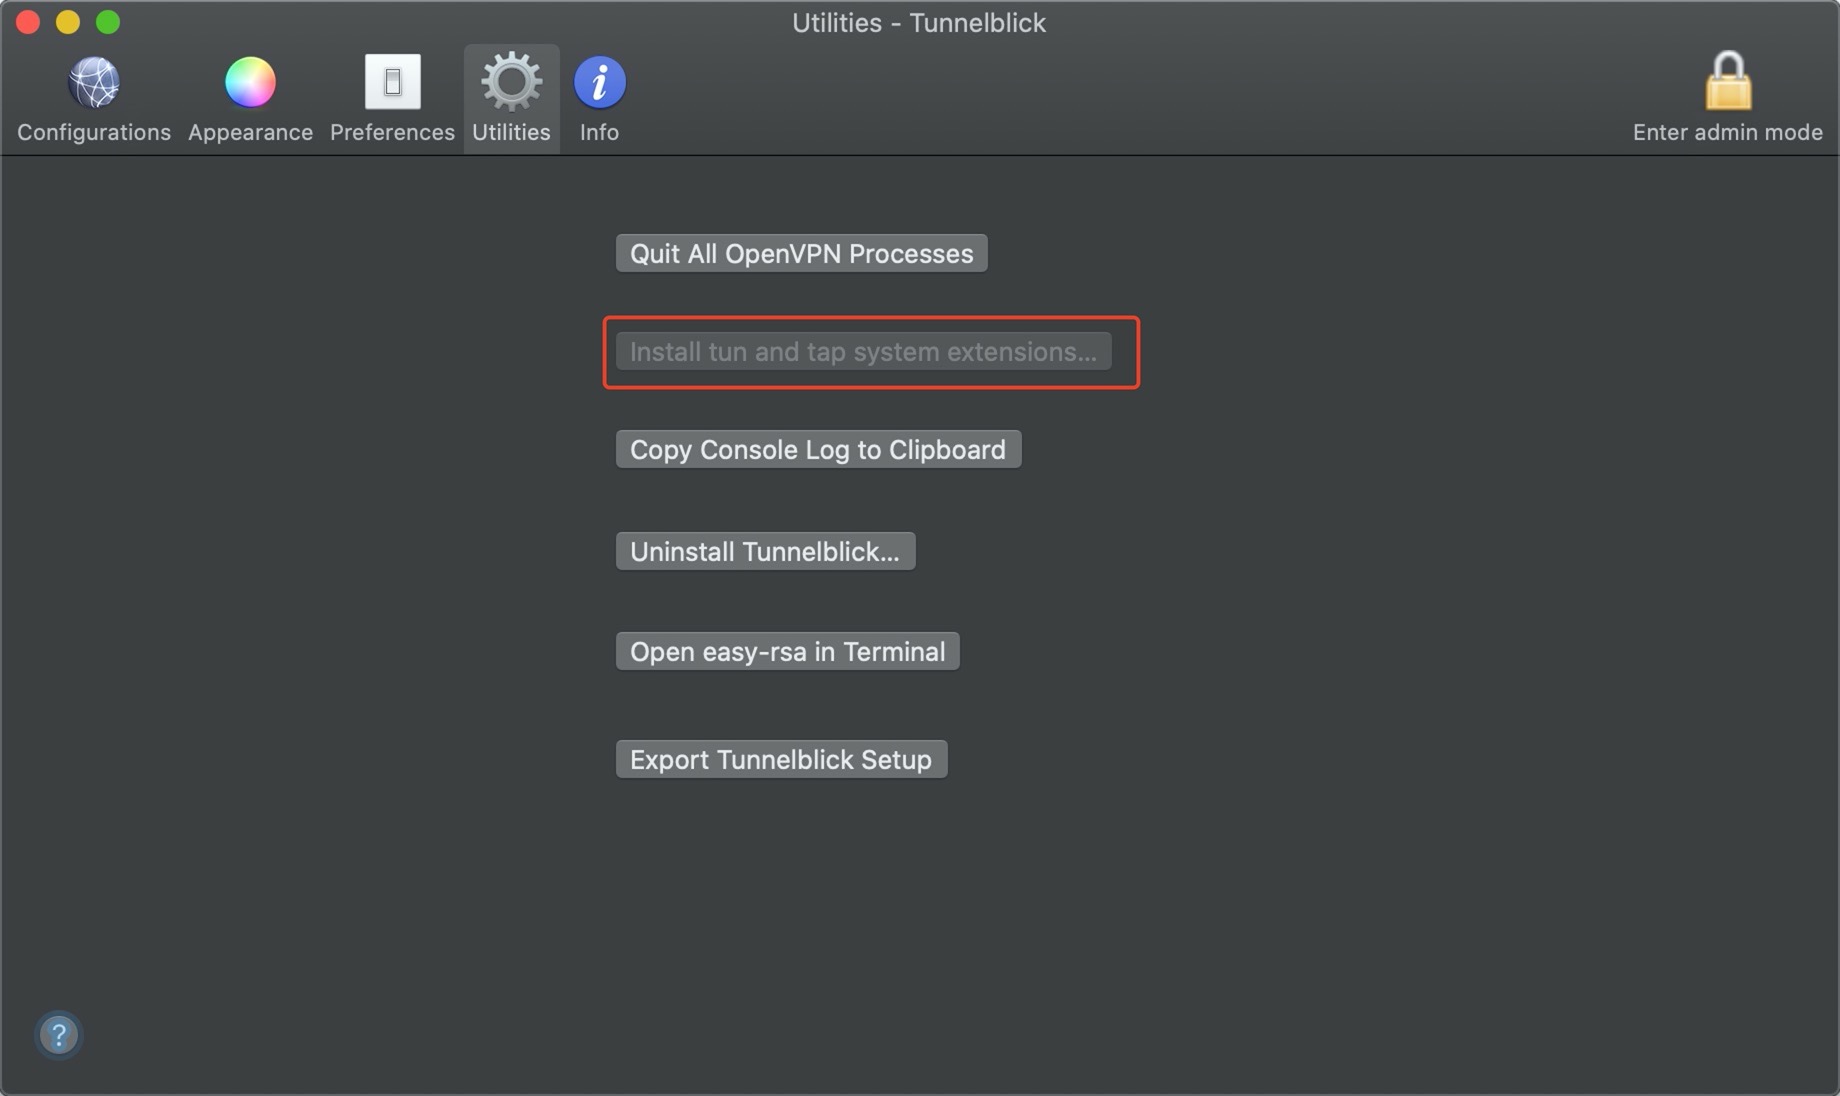 Utilities - Tunnelblick
Configurations
Appearance
Preferences
Utilities
i
Info
Enter admin mode
Quit All OpenVPN Processes
Install tun and tap system extensions...
Copy Console Log to Clipboard
Uninstall Tunnelblick...
Open easy-rsa in Terminal
Export Tunnelblick Setup
?